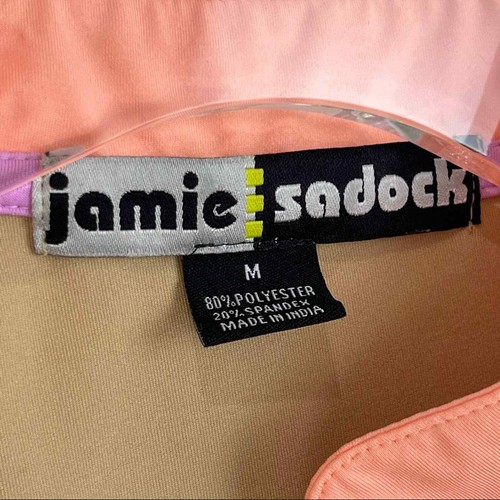 jamie sadock
M
80% POLYESTER
20% SPANDEX
MADE IN INDIA